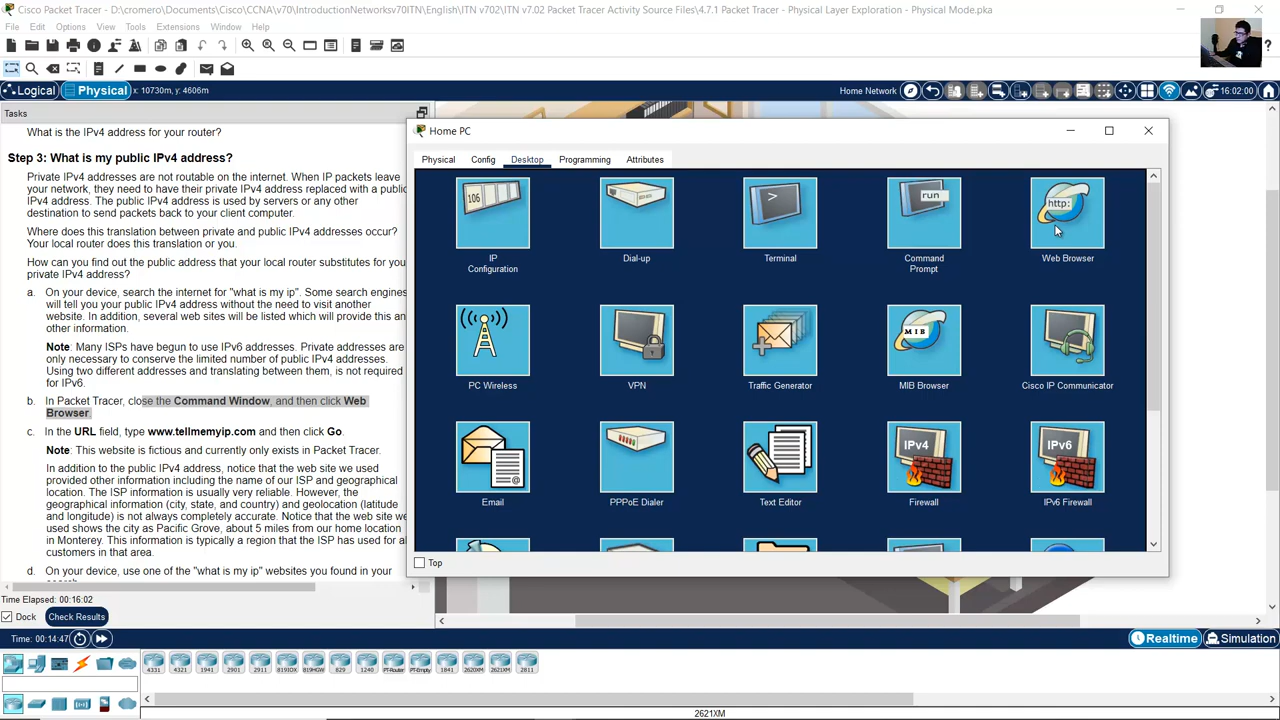 Cisco Packet Tracer - D:\cromero\Documents\Cisco\CCNA\v70\IntroductionNetworksv70ITN\English\ITN v702\ITN v7.02 Packet Tracer Activity Source Files\4.7.1 Packet Tracer - Physical Layer Exploration - Physical Mode.pka
File Edit Options View Tools Extensions Window Help
Logical Physical x: 10730m, y: 4606m Home Network 16:02:00
Tasks
What is the IPv4 address for your router?
Step 3: What is my public IPv4 address?
Private IPv4 addresses are not routable on the internet. When IP packets leave
your network, they need to have their private IPv4 address replaced with a public
IPv4 address. The public IPv4 address is used by servers or any other
destination to send packets back to your client computer.
Where does this translation between private and public IPv4 addresses occur?
Your local router does this translation or you.
How can you find out the public address that your local router substitutes for you
private IPv4 address?
a. On your device, search the internet for "what is my ip". Some search engines
will tell you your public IPv4 address without the need to visit another
website. In addition, several web sites will be listed which will provide this an
other information.
Note: Many ISPs have begun to use IPv6 addresses. Private addresses are
only necessary to conserve the limited number of public IPv4 addresses.
Using two different addresses and translating between them, is not required
for IPv6.
b. In Packet Tracer, close the Command Window, and then click Web
Browser
c. In the URL field, type www.tellmemyip.com and then click Go.
Note: This website is fictious and currently only exists in Packet Tracer.
In addition to the public IPv4 address, notice that the web site we used
provided other information including the name of our ISP and geographical
location. The ISP information is usually very reliable. However, the
geographical information (city, state, and country) and geolocation (latitude
and longitude) is not always completely accurate. Notice that the web site we
used shows the city as Pacific Grove, about 5 miles from our home location
in Monterey. This information is typically a region that the ISP has used for al
customers in that area.
d. On your device, use one of the "what is my ip" websites you found in your
Time Elapsed: 00:16:02
Dock Check Results
Home PC
Physical Config Desktop Programming Attributes
106
run
http:
IP
Configuration
Dial-up
Terminal
Command
Prompt
Web Browser
MIB
PC Wireless
VPN
Traffic Generator
MIB Browser
Cisco IP Communicator
IPv4
IPv6
Email
PPPoE Dialer
Text Editor
Firewall
IPv6 Firewall
Top
Time: 00:14:47 Realtime Simulation
4331 4321 1941 2901 2911 819IOX 819HGW 829 1240 PT-Router PT-Empty 1841 2620XM 2621XM 2811
2621XM